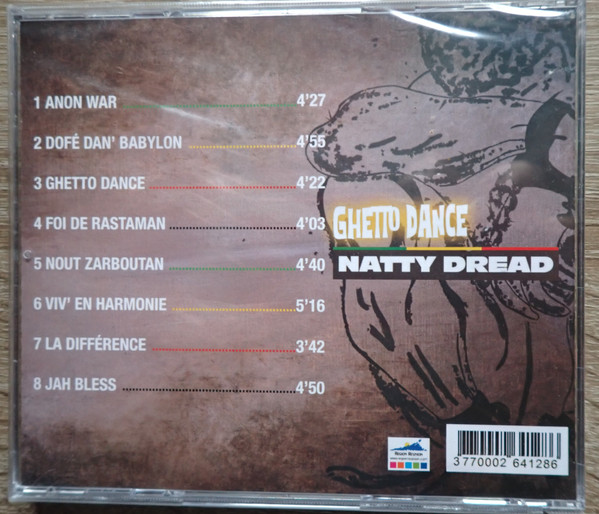 1 ANON WAR 4'27
2 DOFÉ DAN' BABYLON 4'55
3 GHETTO DANCE 4'22
4 FOI DE RASTAMAN 4'03
5 NOUT ZARBOUTAN 4'40
6 VIV' EN HARMONIE 5'16
7 LA DIFFÉRENCE 3'42
8 JAH BLESS 4'50
GHETTO DANCE
NATTY DREAD
3770002 641286